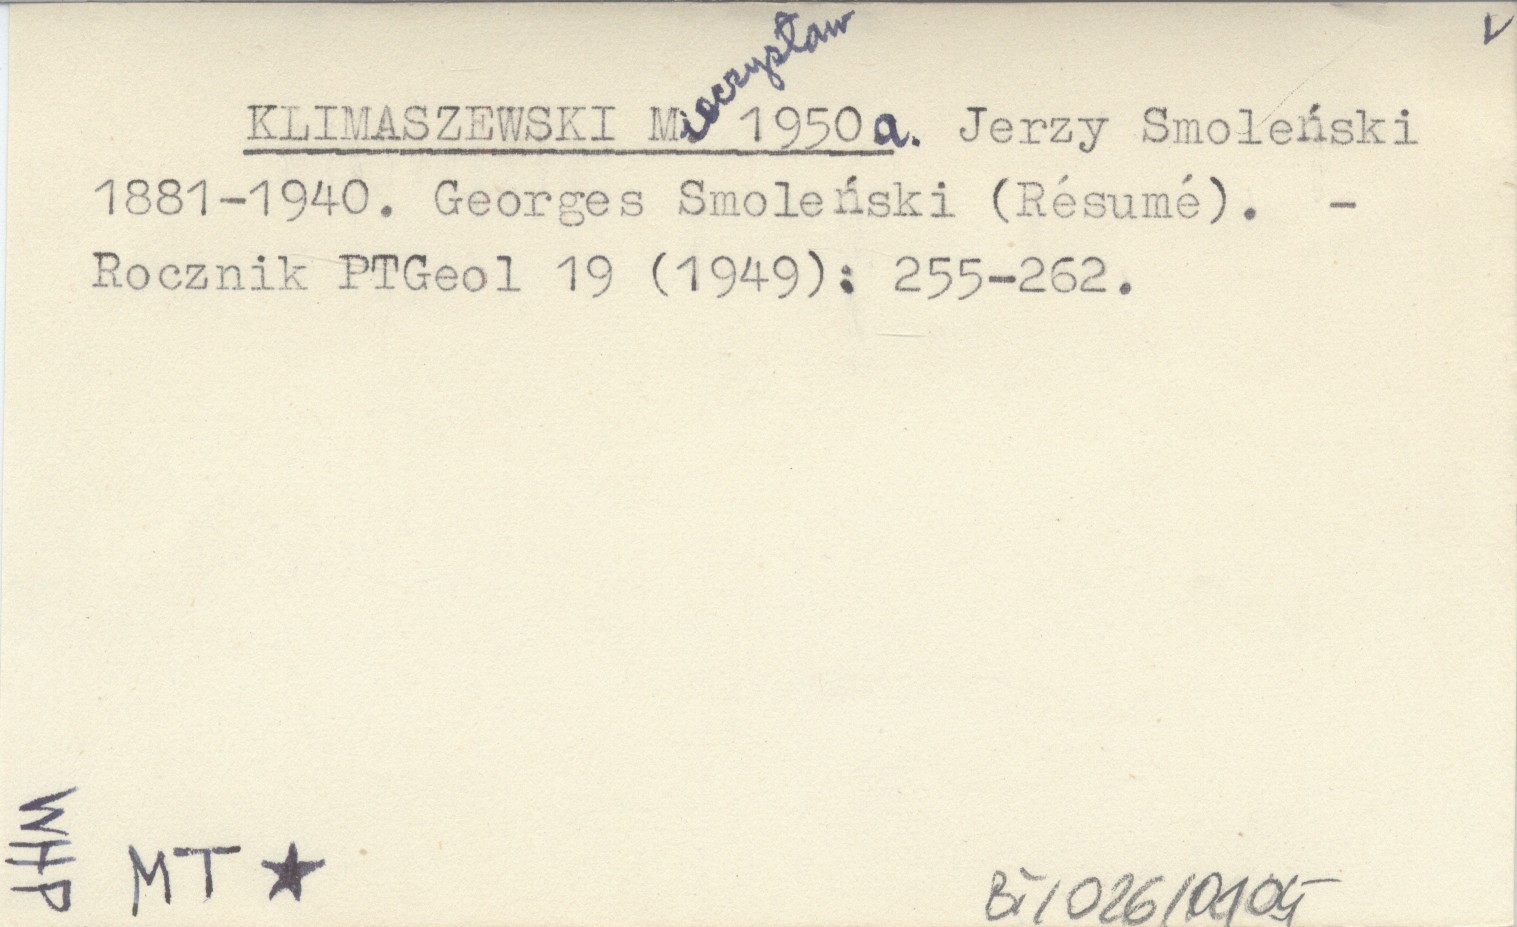 KLIMASZEWSKI Mieczysław 1950a. Jerzy Smoleński
1881-1940. Georges Smoleński (Résumé). -
Rocznik PTGeol 19 (1949): 255-262.
WHP
MT ★
Bi/026/0105